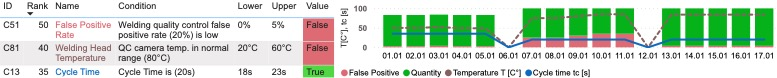 ID Rank Name Condition Lower Upper Value
C51 50 False Positive Rate Welding quality control false positive rate (20%) is low 0% 5% False
C81 40 Welding Head Temperature QC camera temp. in normal range (80°C) 20°C 60°C False
C13 35 Cycle Time Cycle Time is (20s) 18s 23s True
T[C°], tc [s]
100
50
0
01.01 02.01 03.01 04.01 05.01 06.01 07.01 08.01 09.01 10.01 11.01 12.01 13.01 14.01 15.01 16.01 17.01
False Positive Quantity Temperature T [C°] Cycle time tc [s]